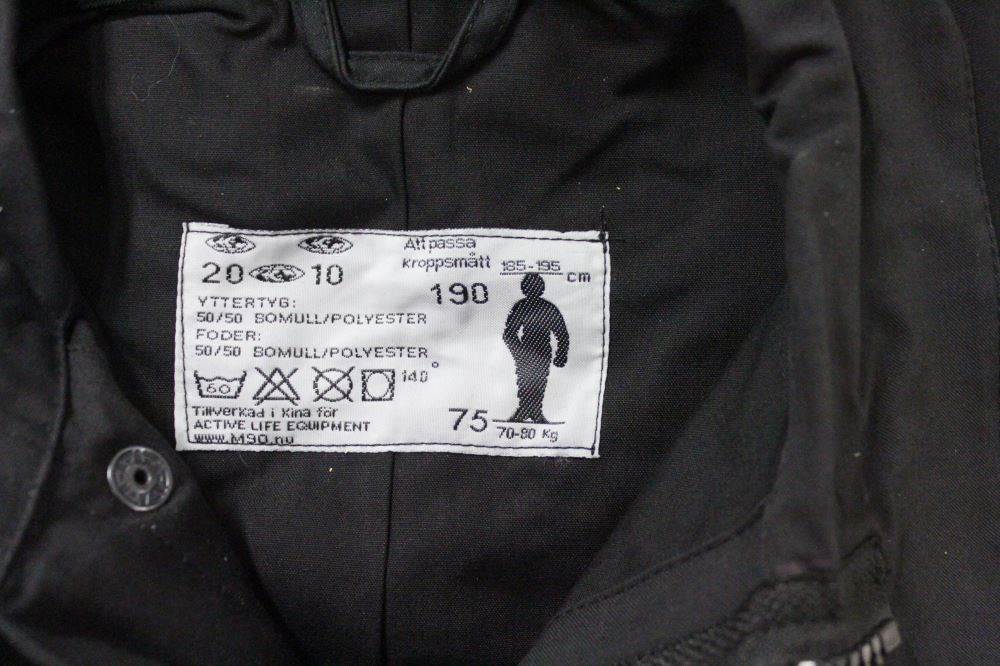 20 10
YTTERTYG:
50/50 BOMULL/POLYESTER
FODER:
50/50 BOMULL/POLYESTER
60
140°
Tillverkad i Kina för
ACTIVE LIFE EQUIPMENT
www.M90.nu
Att passa
kroppsmått 185-195 cm
190
75 70-80 Kg